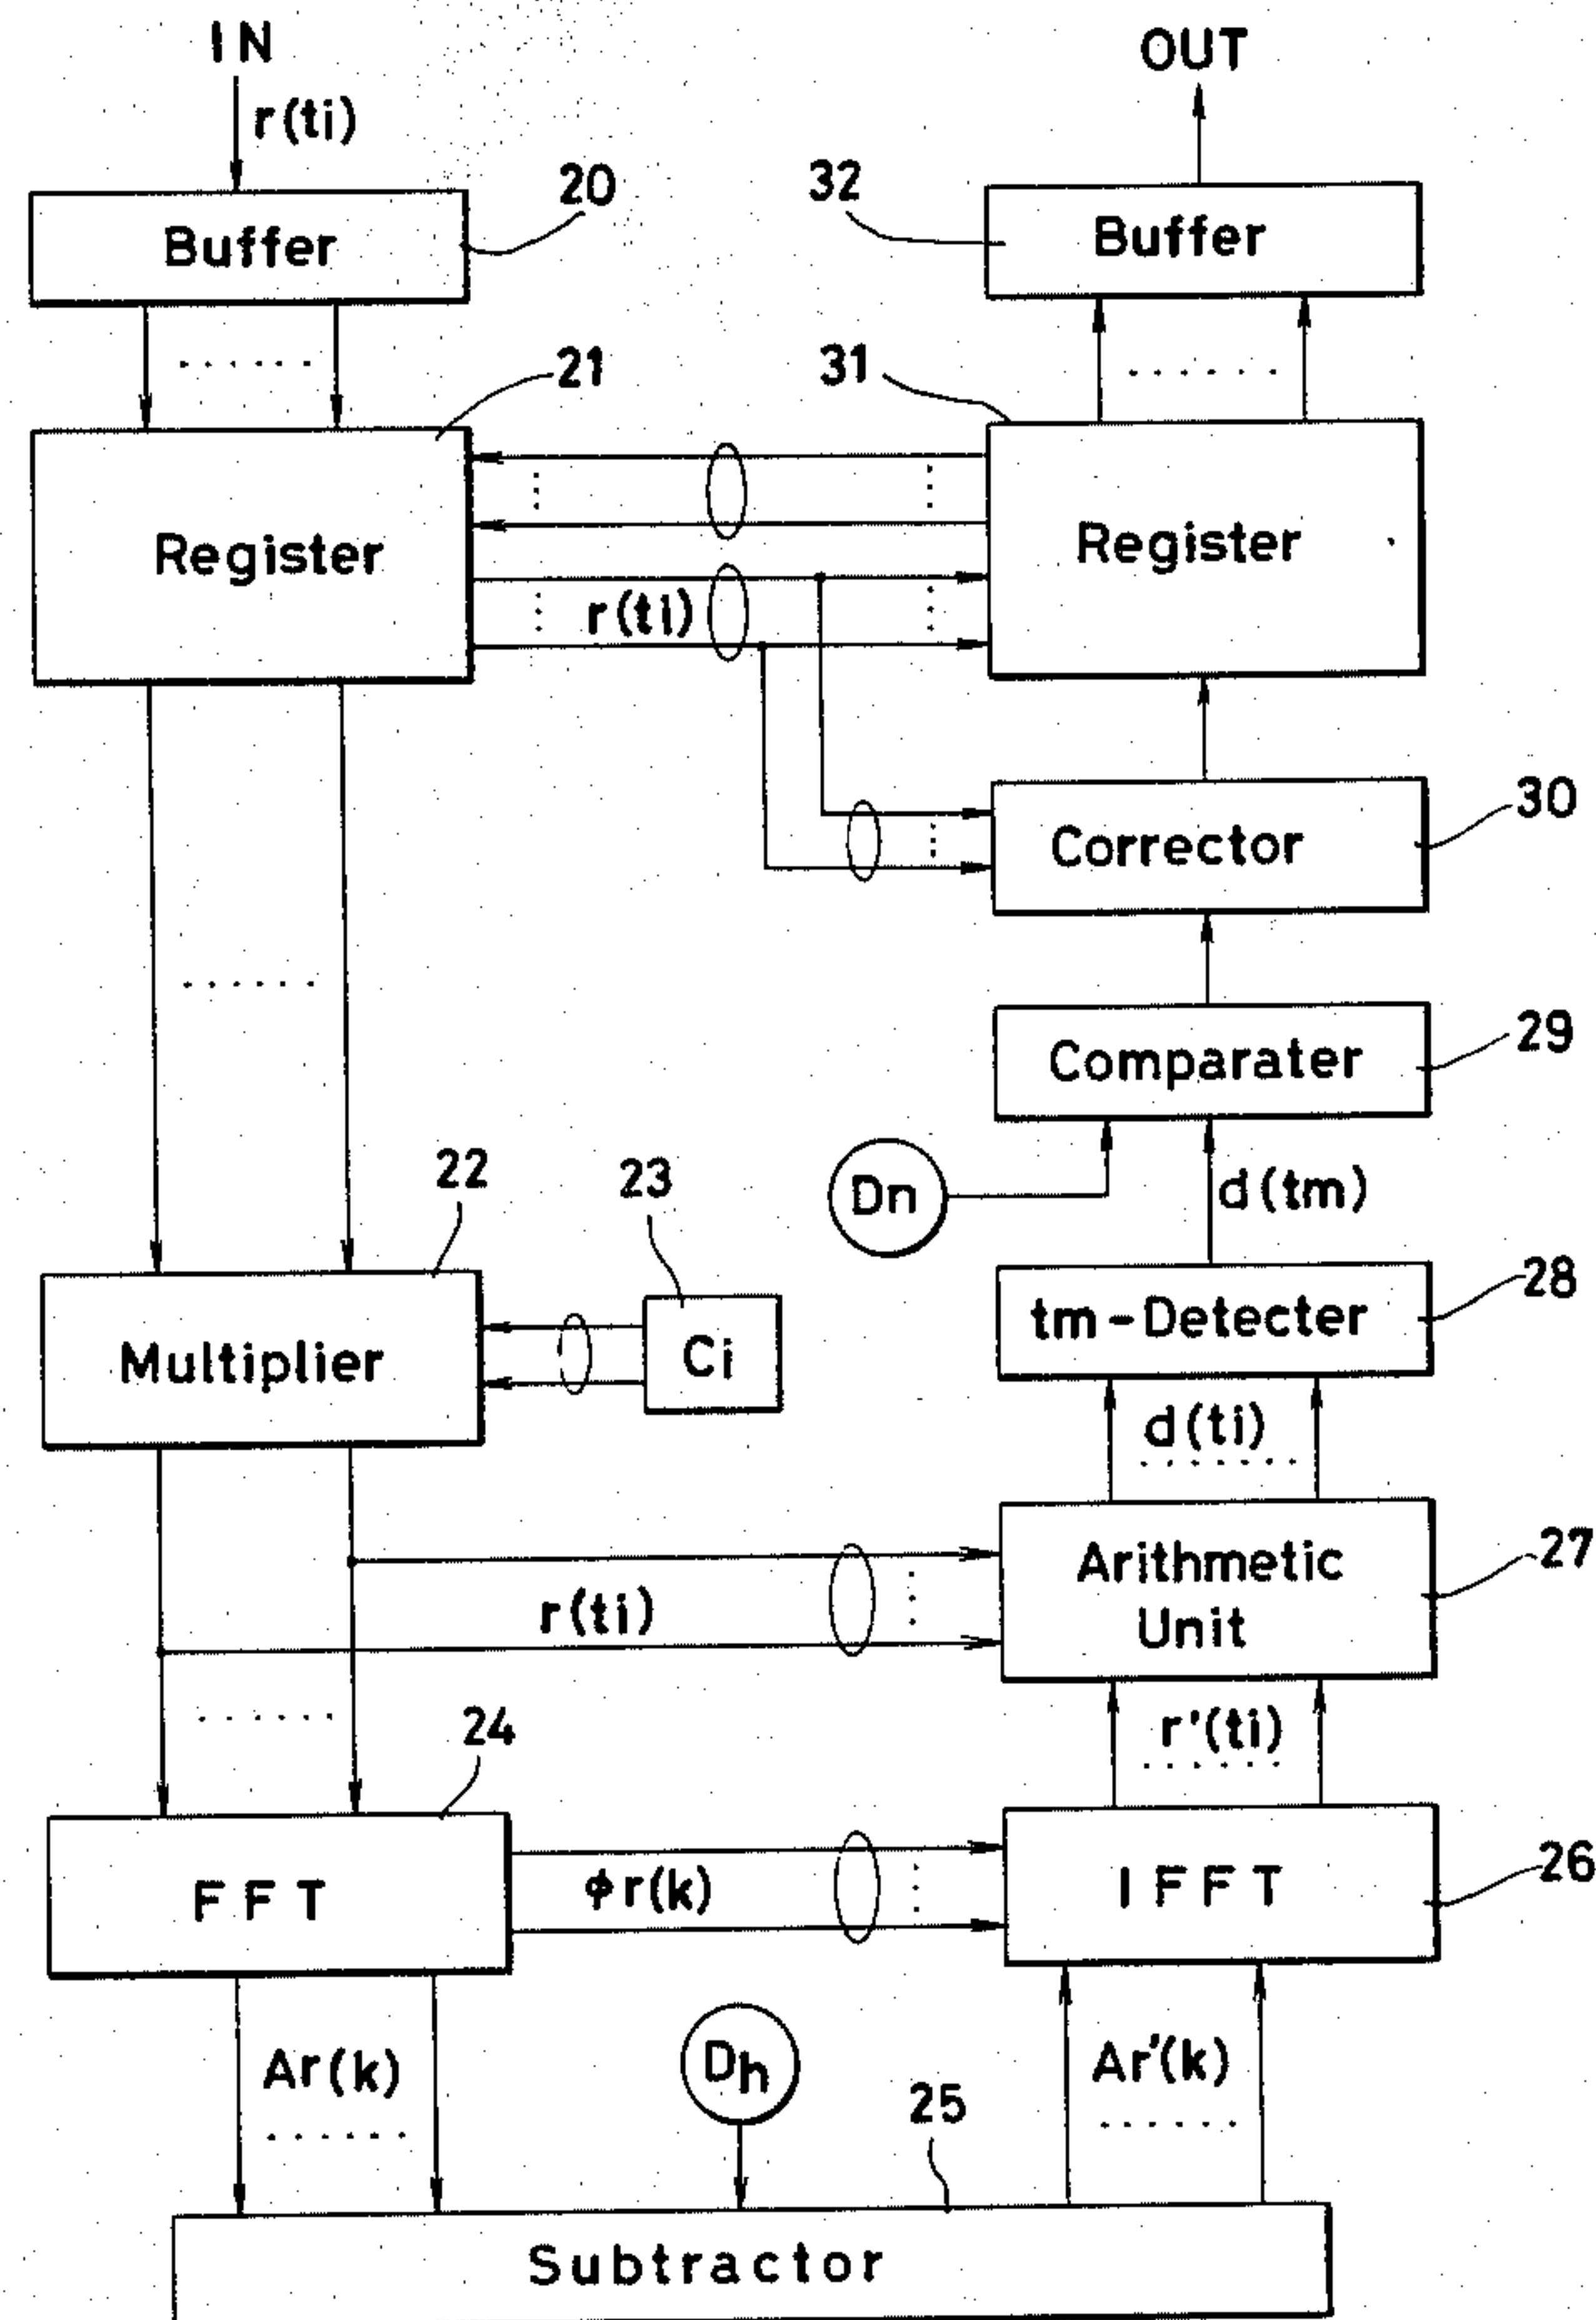 IN
OUT
r(ti)
20
32
Buffer
Buffer
21
31
Register
Register
r(ti)
30
Corrector
29
Comparater
22
23
Dn
d(tm)
28
Multiplier
Ci
tm-Detecter
d(ti)
27
Arithmetic
Unit
r(ti)
r'(ti)
24
26
FFT
ϕr(k)
IFFT
Ar(k)
Dh
Ar'(k)
25
Subtractor